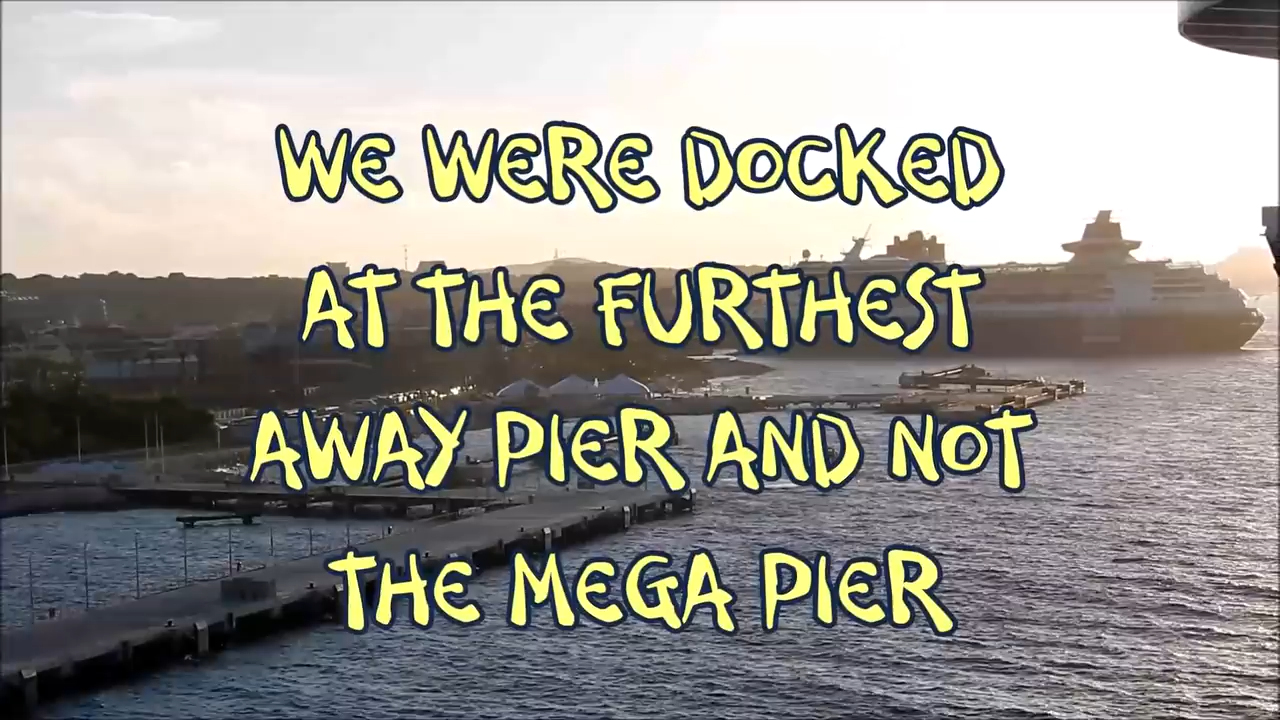 WE WERE DOCKED
AT THE FURTHEST
AWAY PIER AND NOT
THE MEGA PIER